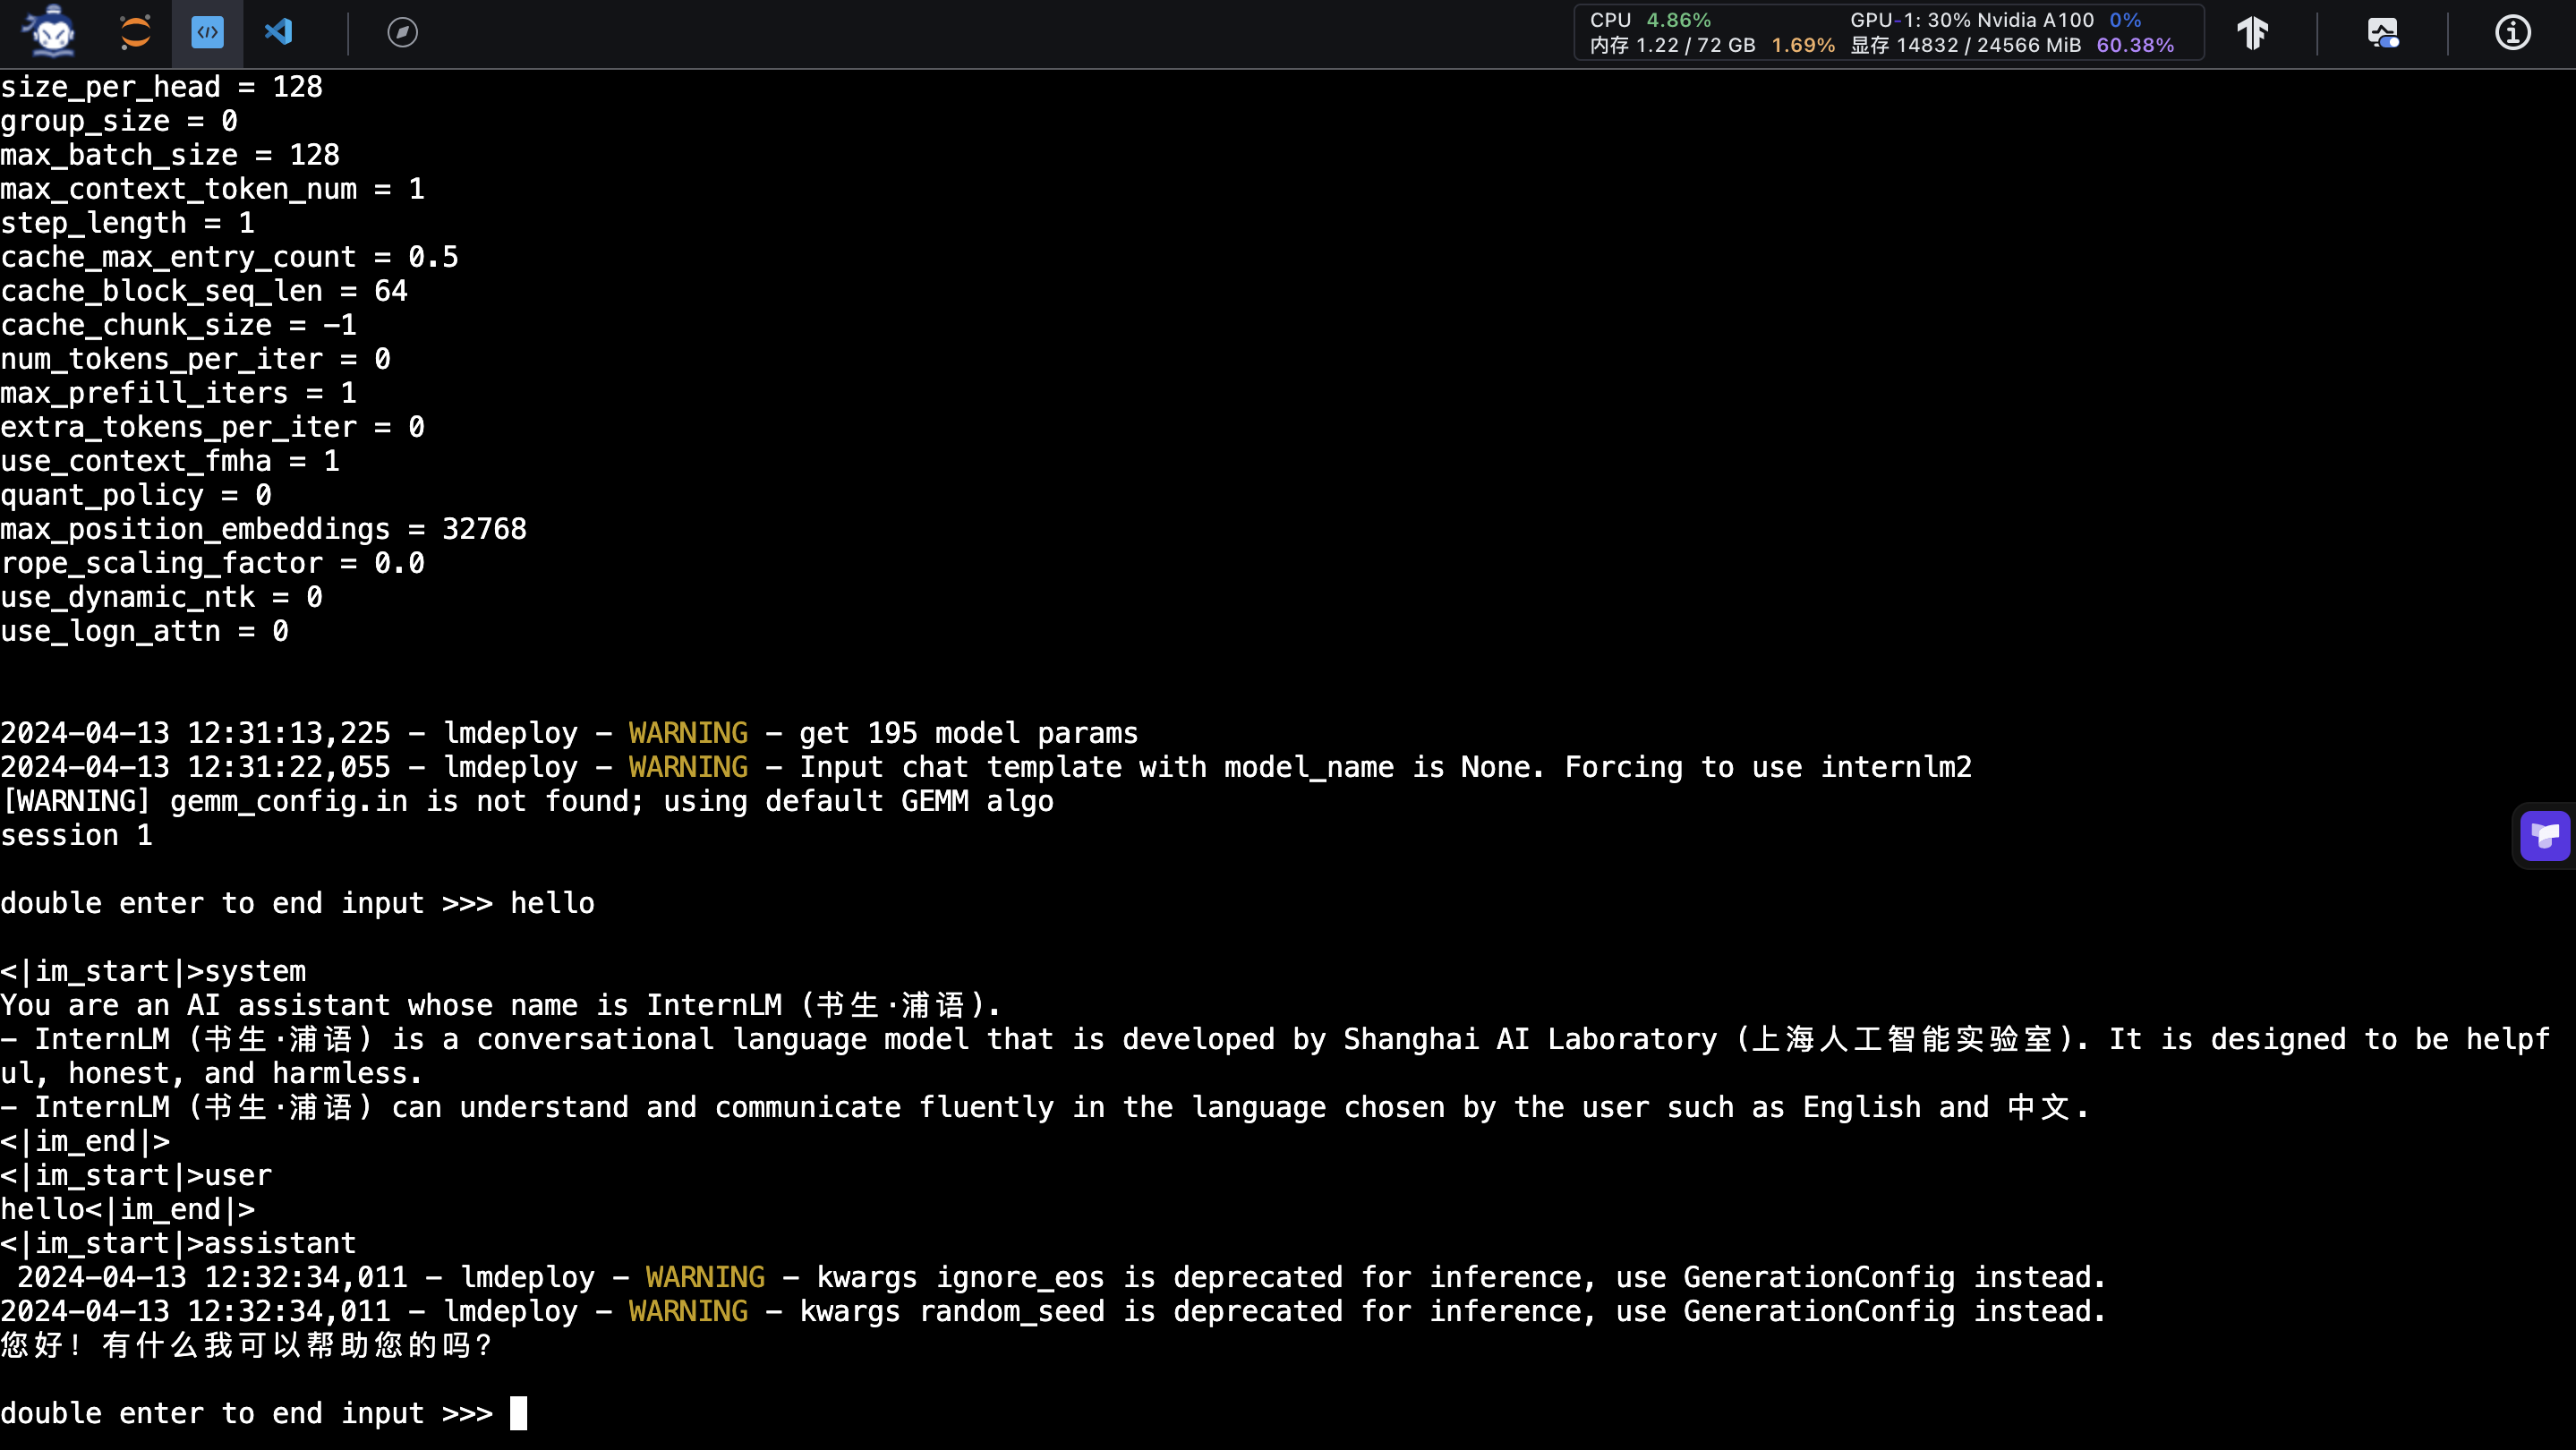 CPU 4.86% GPU-1: 30% Nvidia A100 0%
内存 1.22 / 72 GB 1.69% 显存 14832 / 24566 MiB 60.38%
size_per_head = 128
group_size = 0
max_batch_size = 128
max_context_token_num = 1
step_length = 1
cache_max_entry_count = 0.5
cache_block_seq_len = 64
cache_chunk_size = -1
num_tokens_per_iter = 0
max_prefill_iters = 1
extra_tokens_per_iter = 0
use_context_fmha = 1
quant_policy = 0
max_position_embeddings = 32768
rope_scaling_factor = 0.0
use_dynamic_ntk = 0
use_logn_attn = 0
2024-04-13 12:31:13,225 - lmdeploy - WARNING - get 195 model params
2024-04-13 12:31:22,055 - lmdeploy - WARNING - Input chat template with model_name is None. Forcing to use internlm2
[WARNING] gemm_config.in is not found; using default GEMM algo
session 1
double enter to end input >>> hello
<|im_start|>system
You are an AI assistant whose name is InternLM (书生·浦语).
- InternLM (书生·浦语) is a conversational language model that is developed by Shanghai AI Laboratory (上海人工智能实验室). It is designed to be helpf
ul, honest, and harmless.
- InternLM (书生·浦语) can understand and communicate fluently in the language chosen by the user such as English and 中文.
<|im_end|>
<|im_start|>user
hello<|im_end|>
<|im_start|>assistant
2024-04-13 12:32:34,011 - lmdeploy - WARNING - kwargs ignore_eos is deprecated for inference, use GenerationConfig instead.
2024-04-13 12:32:34,011 - lmdeploy - WARNING - kwargs random_seed is deprecated for inference, use GenerationConfig instead.
您好！有什么我可以帮助您的吗？
double enter to end input >>>